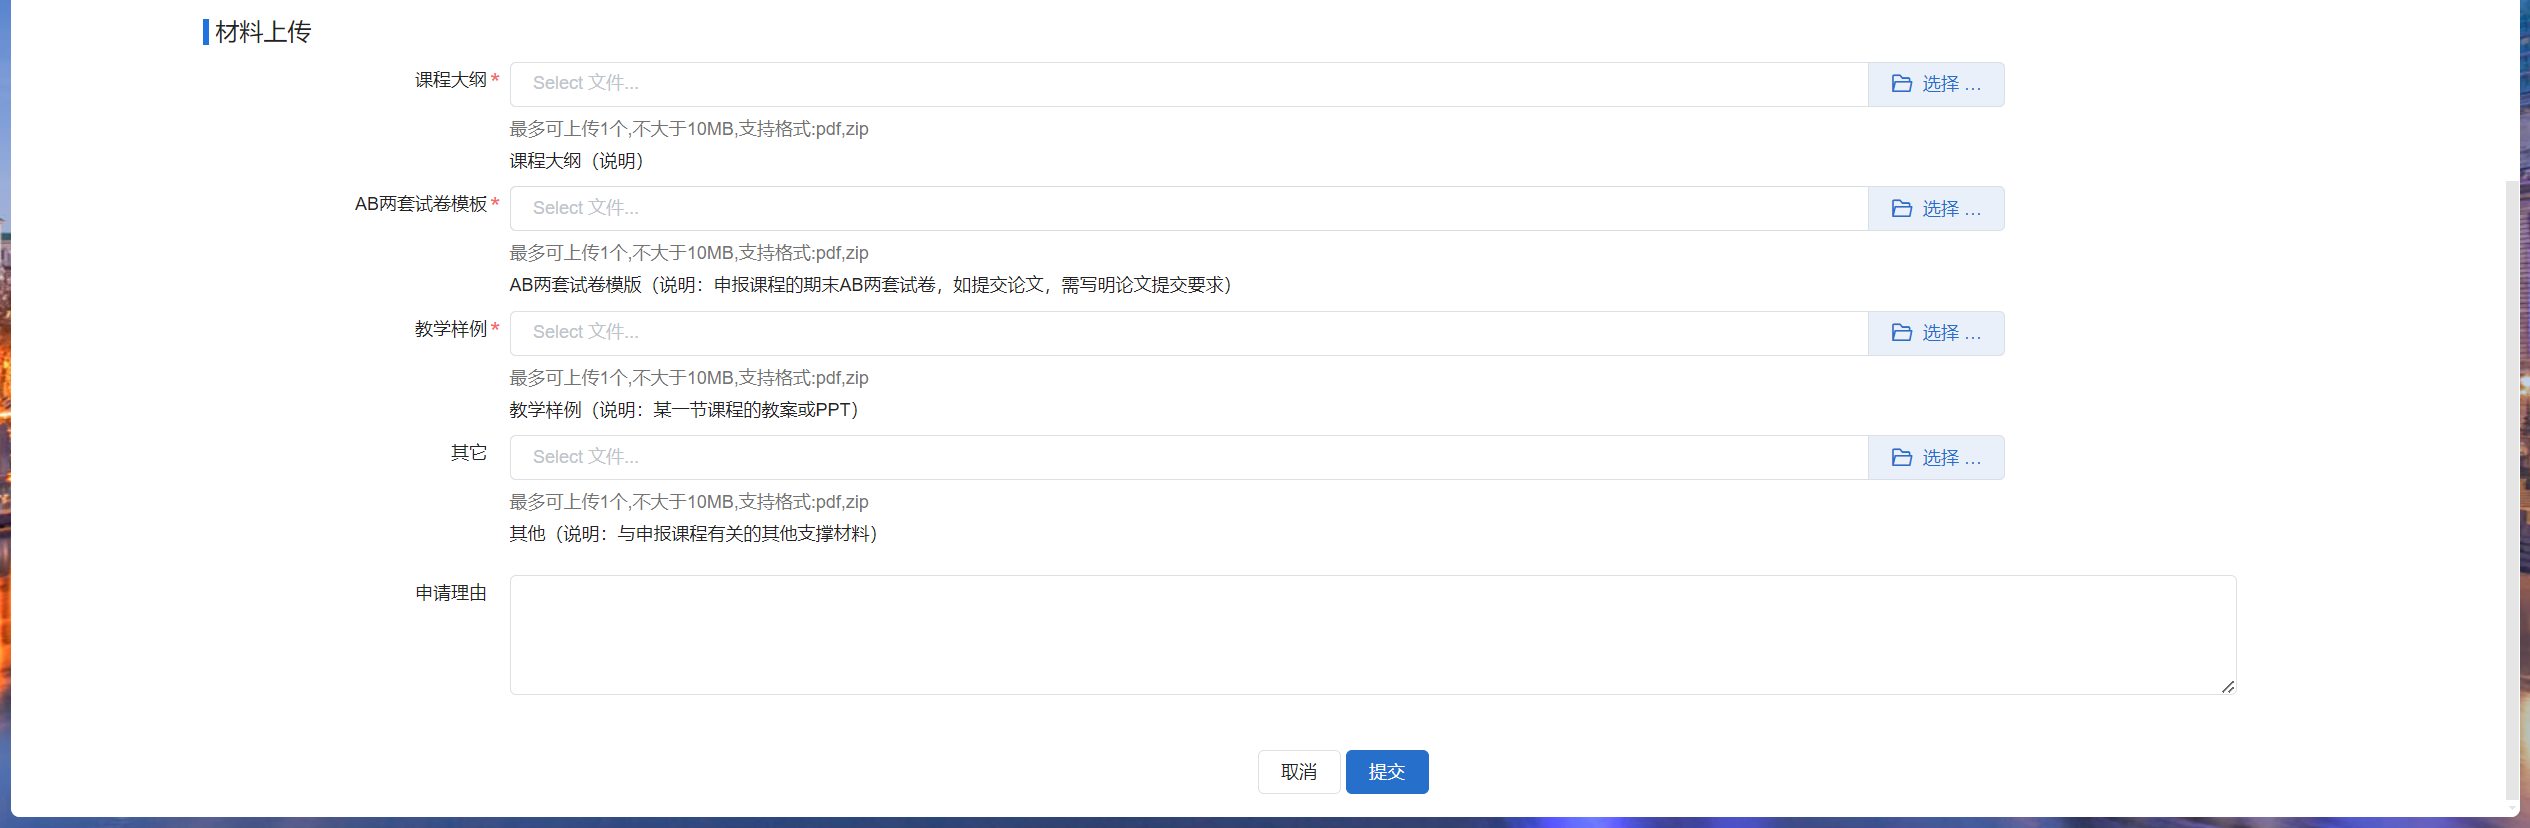 材料上传
课程大纲* Select 文件... 选择 ...
最多可上传1个,不大于10MB,支持格式:pdf,zip
课程大纲（说明）
AB两套试卷模板* Select 文件... 选择 ...
最多可上传1个,不大于10MB,支持格式:pdf,zip
AB两套试卷模版（说明：申报课程的期末AB两套试卷，如提交论文，需写明论文提交要求）
教学样例* Select 文件... 选择 ...
最多可上传1个,不大于10MB,支持格式:pdf,zip
教学样例（说明：某一节课程的教案或PPT）
其它 Select 文件... 选择 ...
最多可上传1个,不大于10MB,支持格式:pdf,zip
其他（说明：与申报课程有关的其他支撑材料）
申请理由
取消 提交